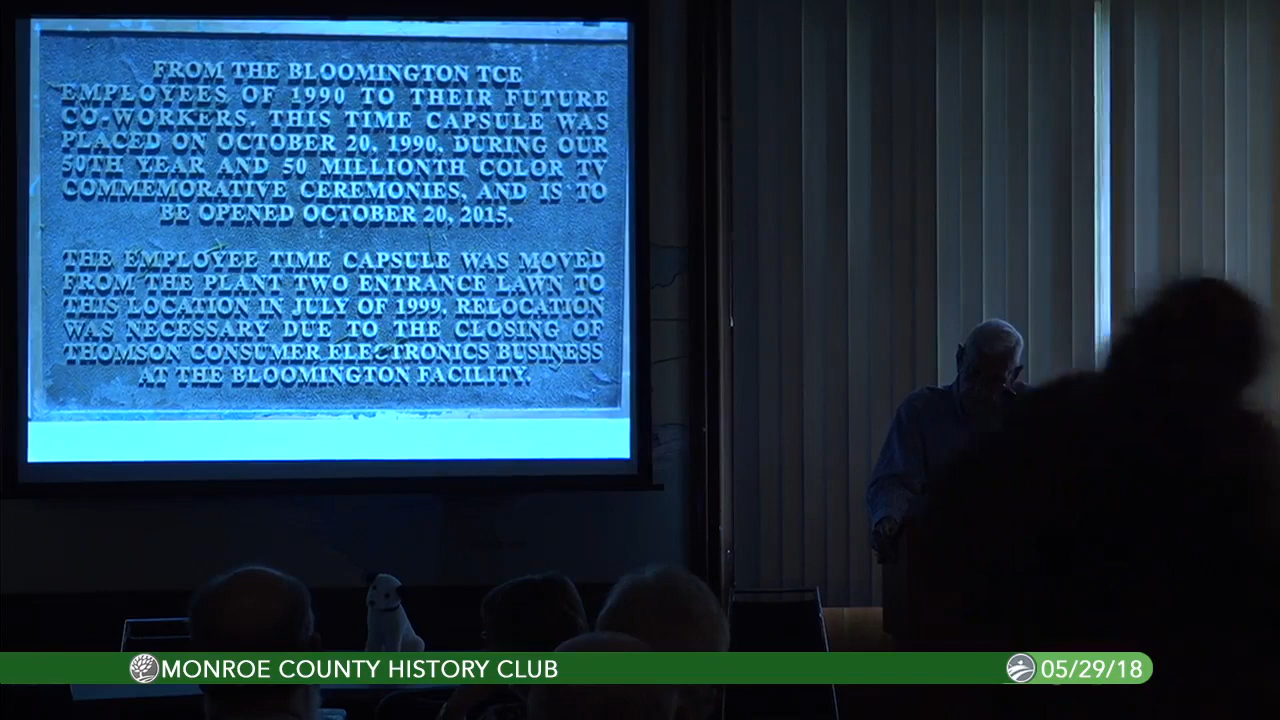 FROM THE BLOOMINGTON TCE
EMPLOYEES OF 1990 TO THEIR FUTURE
CO-WORKERS. THIS TIME CAPSULE WAS
PLACED ON OCTOBER 20, 1990, DURING OUR
50TH YEAR AND 50 MILLIONTH COLOR TV
COMMEMORATIVE CEREMONIES, AND IS TO
BE OPENED OCTOBER 20, 2015.
THE EMPLOYEE TIME CAPSULE WAS MOVED
FROM THE PLANT TWO ENTRANCE LAWN TO
THIS LOCATION IN JULY OF 1999. RELOCATION
WAS NECESSARY DUE TO THE CLOSING OF
THOMSON CONSUMER ELECTRONICS BUSINESS
AT THE BLOOMINGTON FACILITY.
MONROE COUNTY HISTORY CLUB
05/29/18